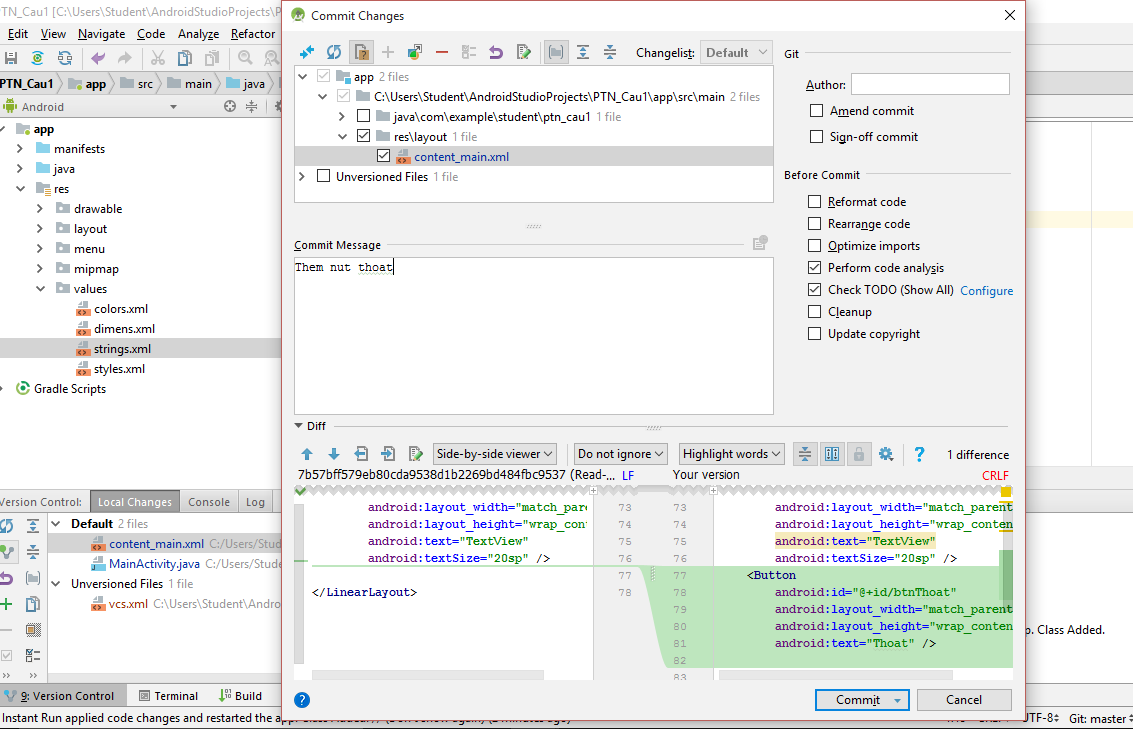 PTN_Cau1 [C:\Users\Student\AndroidStudioProjects\P
Edit View Navigate Code Analyze Refactor
PTN_Cau1 app src main java
Android
app
manifests
java
res
drawable
layout
menu
mipmap
values
colors.xml
dimens.xml
strings.xml
styles.xml
Gradle Scripts
Version Control: Local Changes Console Log
Default 2 files
content_main.xml C:/Users/Stud
MainActivity.java C:/Users/Stude
Unversioned Files 1 file
vcs.xml C:\Users\Student\Andro
9: Version Control Terminal Build
Instant Run applied code changes and restarted the app.
Commit Changes
Changelist: Default
app 2 files
C:\Users\Student\AndroidStudioProjects\PTN_Cau1\app\src\main 2 files
java\com\example\student\ptn_cau1 1 file
res\layout 1 file
content_main.xml
Unversioned Files 1 file
Commit Message
Them nut thoat
Git
Author:
Amend commit
Sign-off commit
Before Commit
Reformat code
Rearrange code
Optimize imports
Perform code analysis
Check TODO (Show All) Configure
Cleanup
Update copyright
Diff
Side-by-side viewer Do not ignore Highlight words ? 1 difference
7b57bff579eb80cda9538d1b2269bd484fbc9537 (Read-... LF Your version CRLF
android:layout_width="match_pare 73 73 android:layout_width="match_parent
android:layout_height="wrap_cont 74 74 android:layout_height="wrap_conten
android:text="TextView" 75 75 android:text="TextView"
android:textSize="20sp" /> 76 76 android:textSize="20sp" />
77 77 <Button
</LinearLayout> 78 78 android:id="@+id/btnThoat"
79 android:layout_width="match_parent
80 android:layout_height="wrap_conten
81 android:text="Thoat" />
82
83
? Commit Cancel
p. Class Added.
UTF-8 Git: master